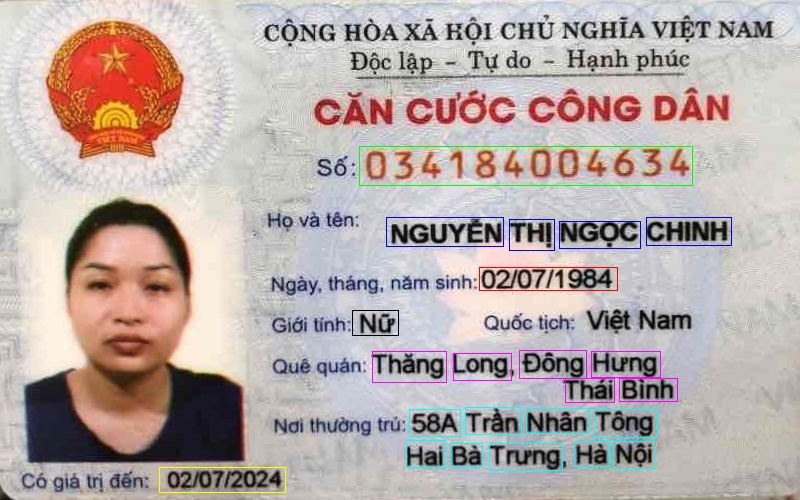 CỘNG HÒA XÃ HỘI CHỦ NGHĨA VIỆT NAM
Độc lập - Tự do - Hạnh phúc
CĂN CƯỚC CÔNG DÂN
Số: 034184004634
Họ và tên: NGUYỄN THỊ NGỌC CHINH
Ngày, tháng, năm sinh: 02/07/1984
Giới tính: Nữ Quốc tịch: Việt Nam
Quê quán: Thăng Long, Đông Hưng
Thái Bình
Nơi thường trú: 58A Trần Nhân Tông
Hai Bà Trưng, Hà Nội
Có giá trị đến: 02/07/2024